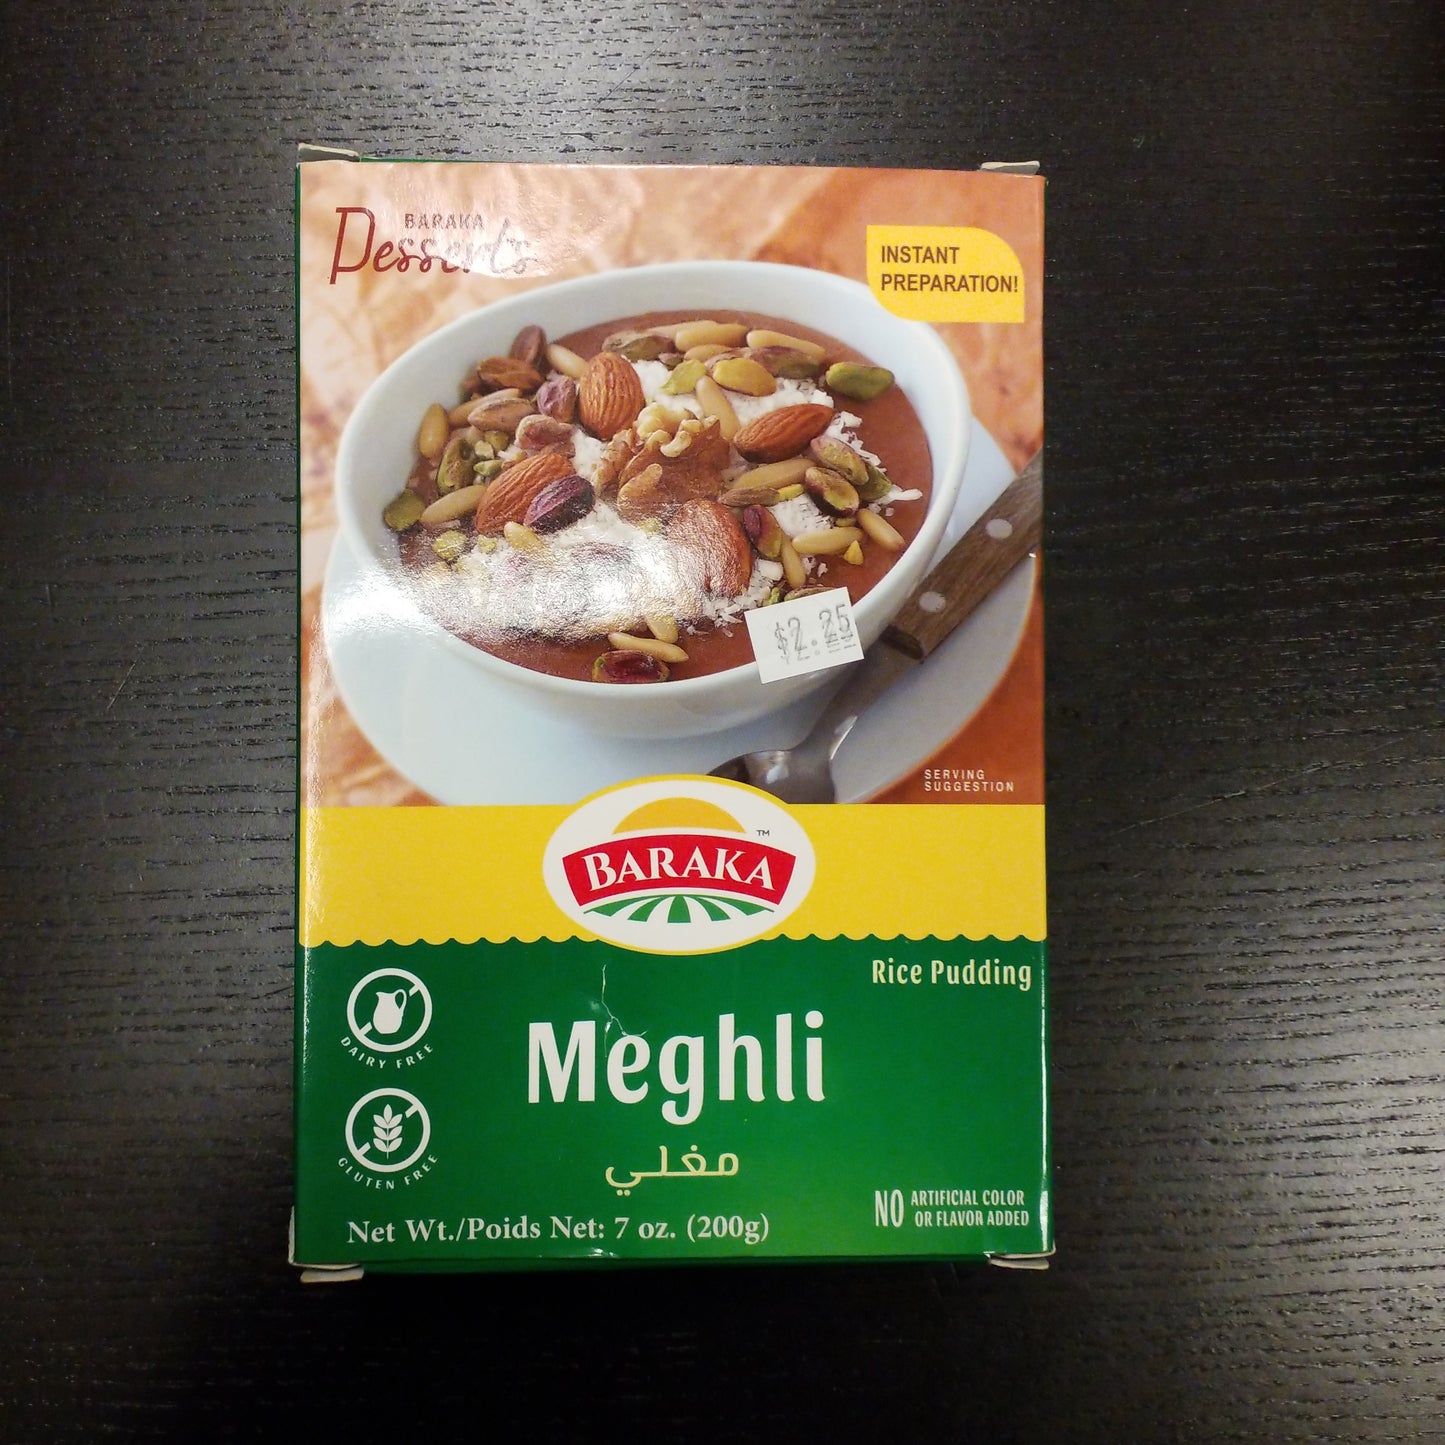 BARAKA
Desserts
INSTANT
PREPARATION!
$2.25
SERVING
SUGGESTION
BARAKA™
Rice Pudding
DAIRY FREE
Meghli
مغلي
GLUTEN FREE
NO ARTIFICIAL COLOR
OR FLAVOR ADDED
Net Wt./Poids Net: 7 oz. (200g)